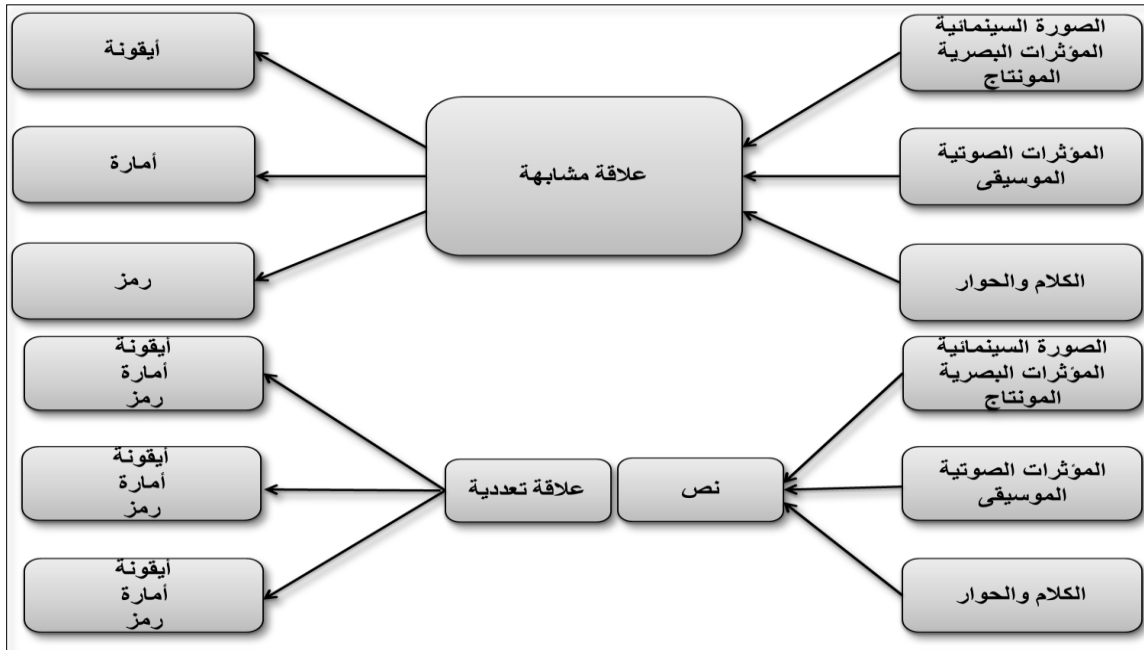 الصورة السينمائية
المؤثرات البصرية
المونتاج
المؤثرات الصوتية
الموسيقى
الكلام والحوار
علاقة مشابهة
أيقونة
أمارة
رمز
الصورة السينمائية
المؤثرات البصرية
المونتاج
المؤثرات الصوتية
الموسيقى
الكلام والحوار
نص
علاقة تعددية
أيقونة
أمارة
رمز
أيقونة
أمارة
رمز
أيقونة
أمارة
رمز